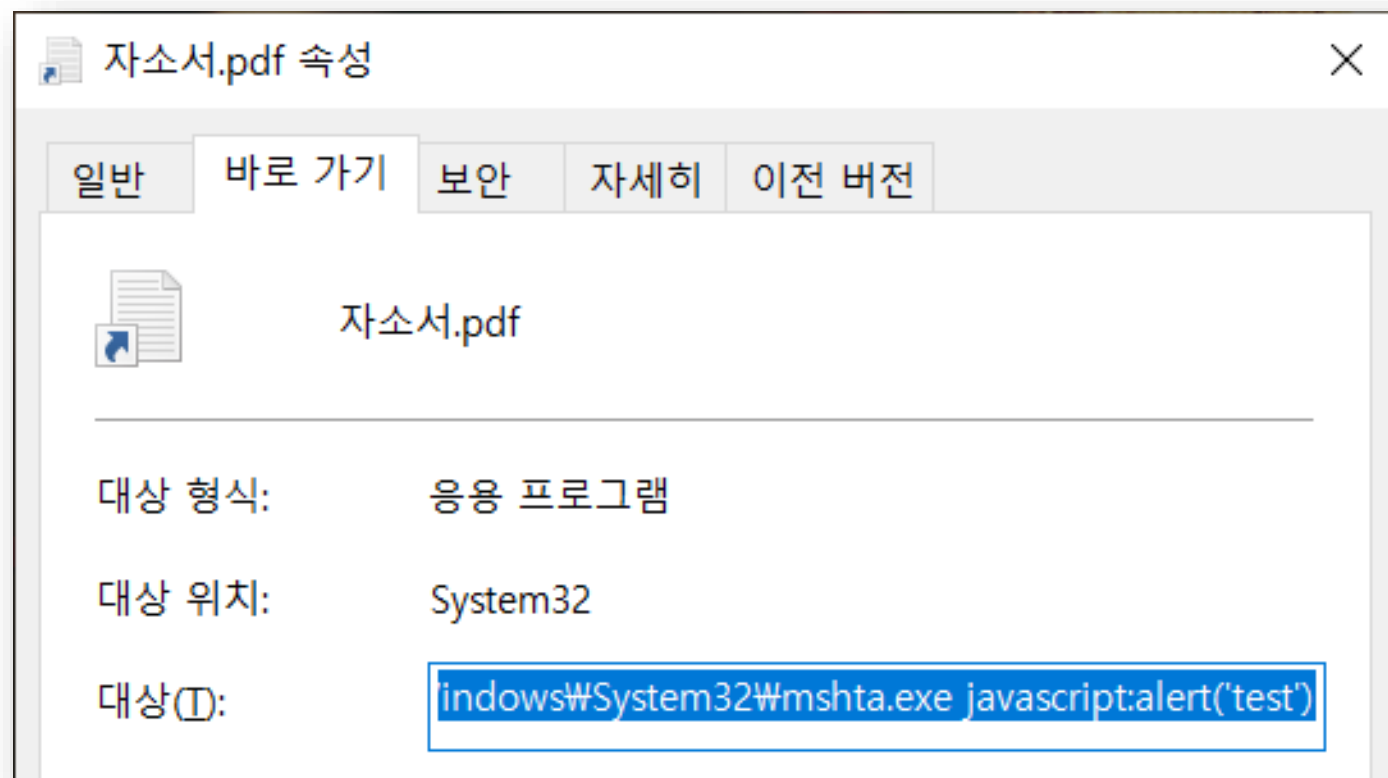 자소서.pdf 속성
일반 바로 가기 보안 자세히 이전 버전
자소서.pdf
대상 형식: 응용 프로그램
대상 위치: System32
대상(T): indows₩System32₩mshta.exe javascript:alert('test')